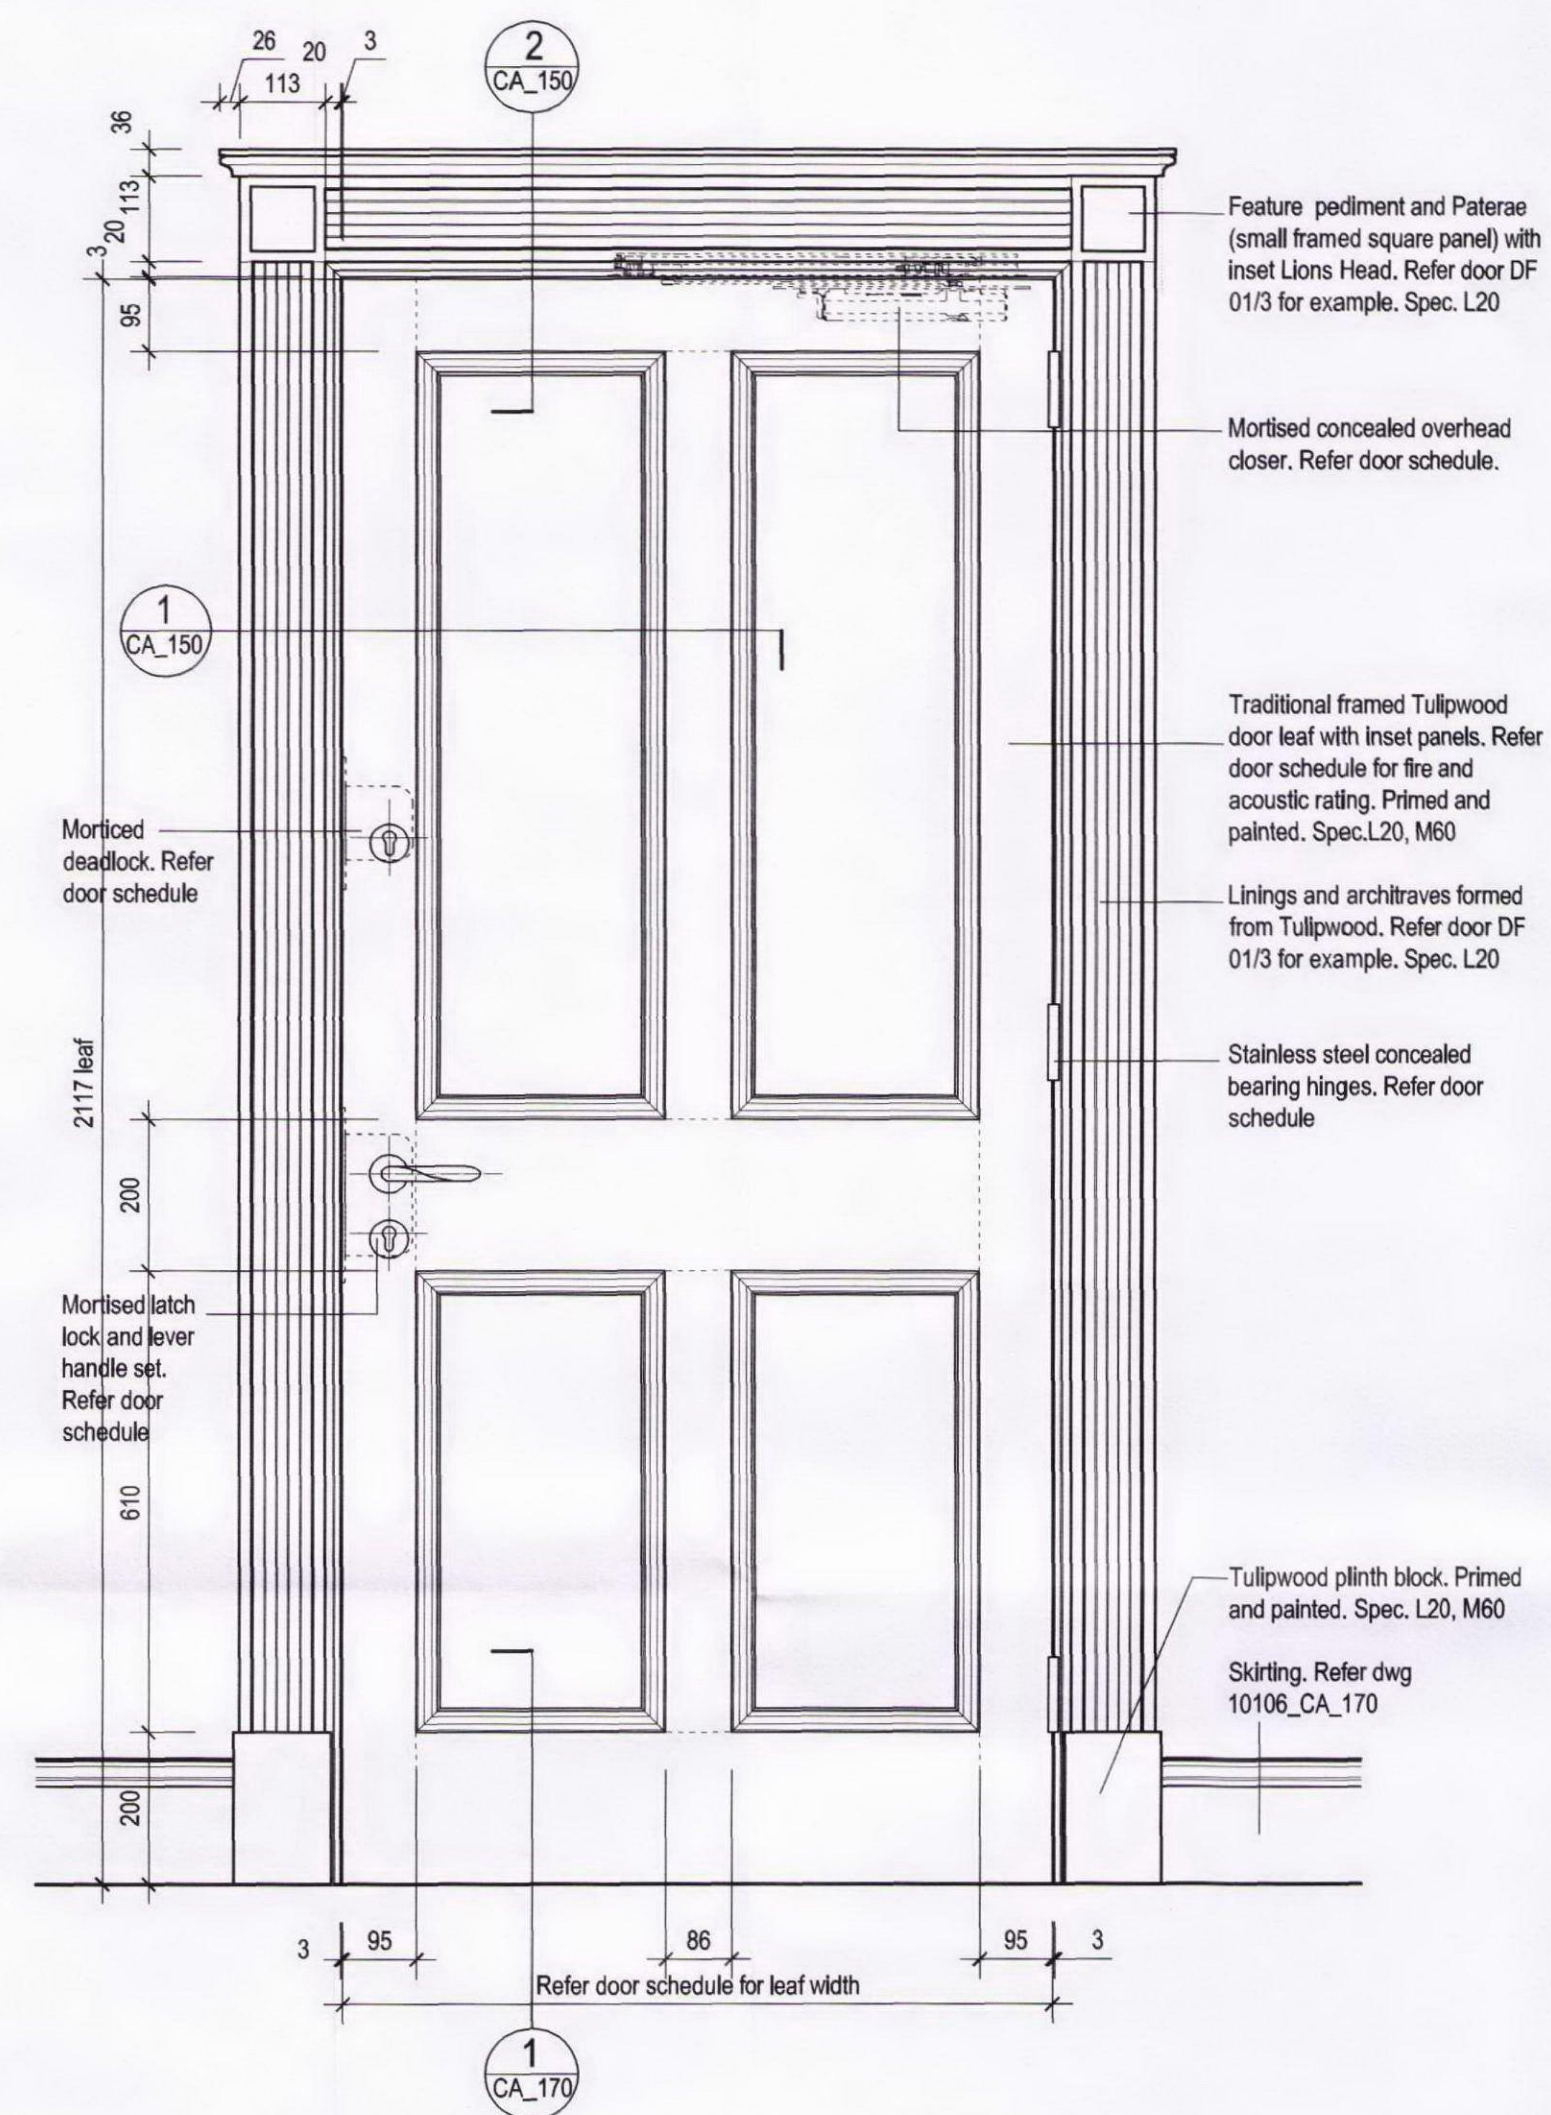 26
20
3
113
2
CA_150
36
113
20
3
95
Feature pediment and Paterae
(small framed square panel) with
inset Lions Head. Refer door DF
01/3 for example. Spec. L20
Mortised concealed overhead
closer. Refer door schedule.
1
CA_150
Traditional framed Tulipwood
door leaf with inset panels. Refer
door schedule for fire and
acoustic rating. Primed and
painted. Spec.L20, M60
Morticed
deadlock. Refer
door schedule
Linings and architraves formed
from Tulipwood. Refer door DF
01/3 for example. Spec. L20
2117 leaf
Stainless steel concealed
bearing hinges. Refer door
schedule
200
Mortised latch
lock and lever
handle set.
Refer door
schedule
610
Tulipwood plinth block. Primed
and painted. Spec. L20, M60
Skirting. Refer dwg
10106_CA_170
200
3
95
86
95
3
Refer door schedule for leaf width
1
CA_170